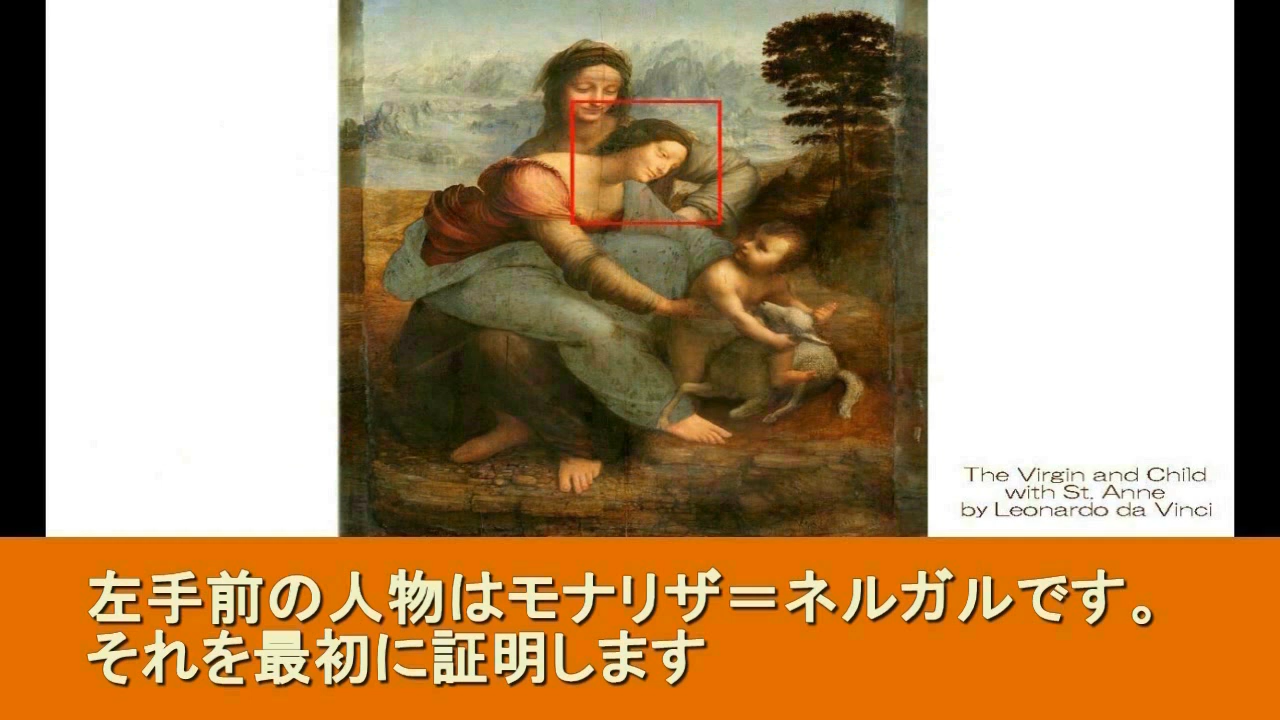 The Virgin and Child
with St. Anne
by Leonardo da Vinci
左手前の人物はモナリザ＝ネルガルです。
それを最初に証明します